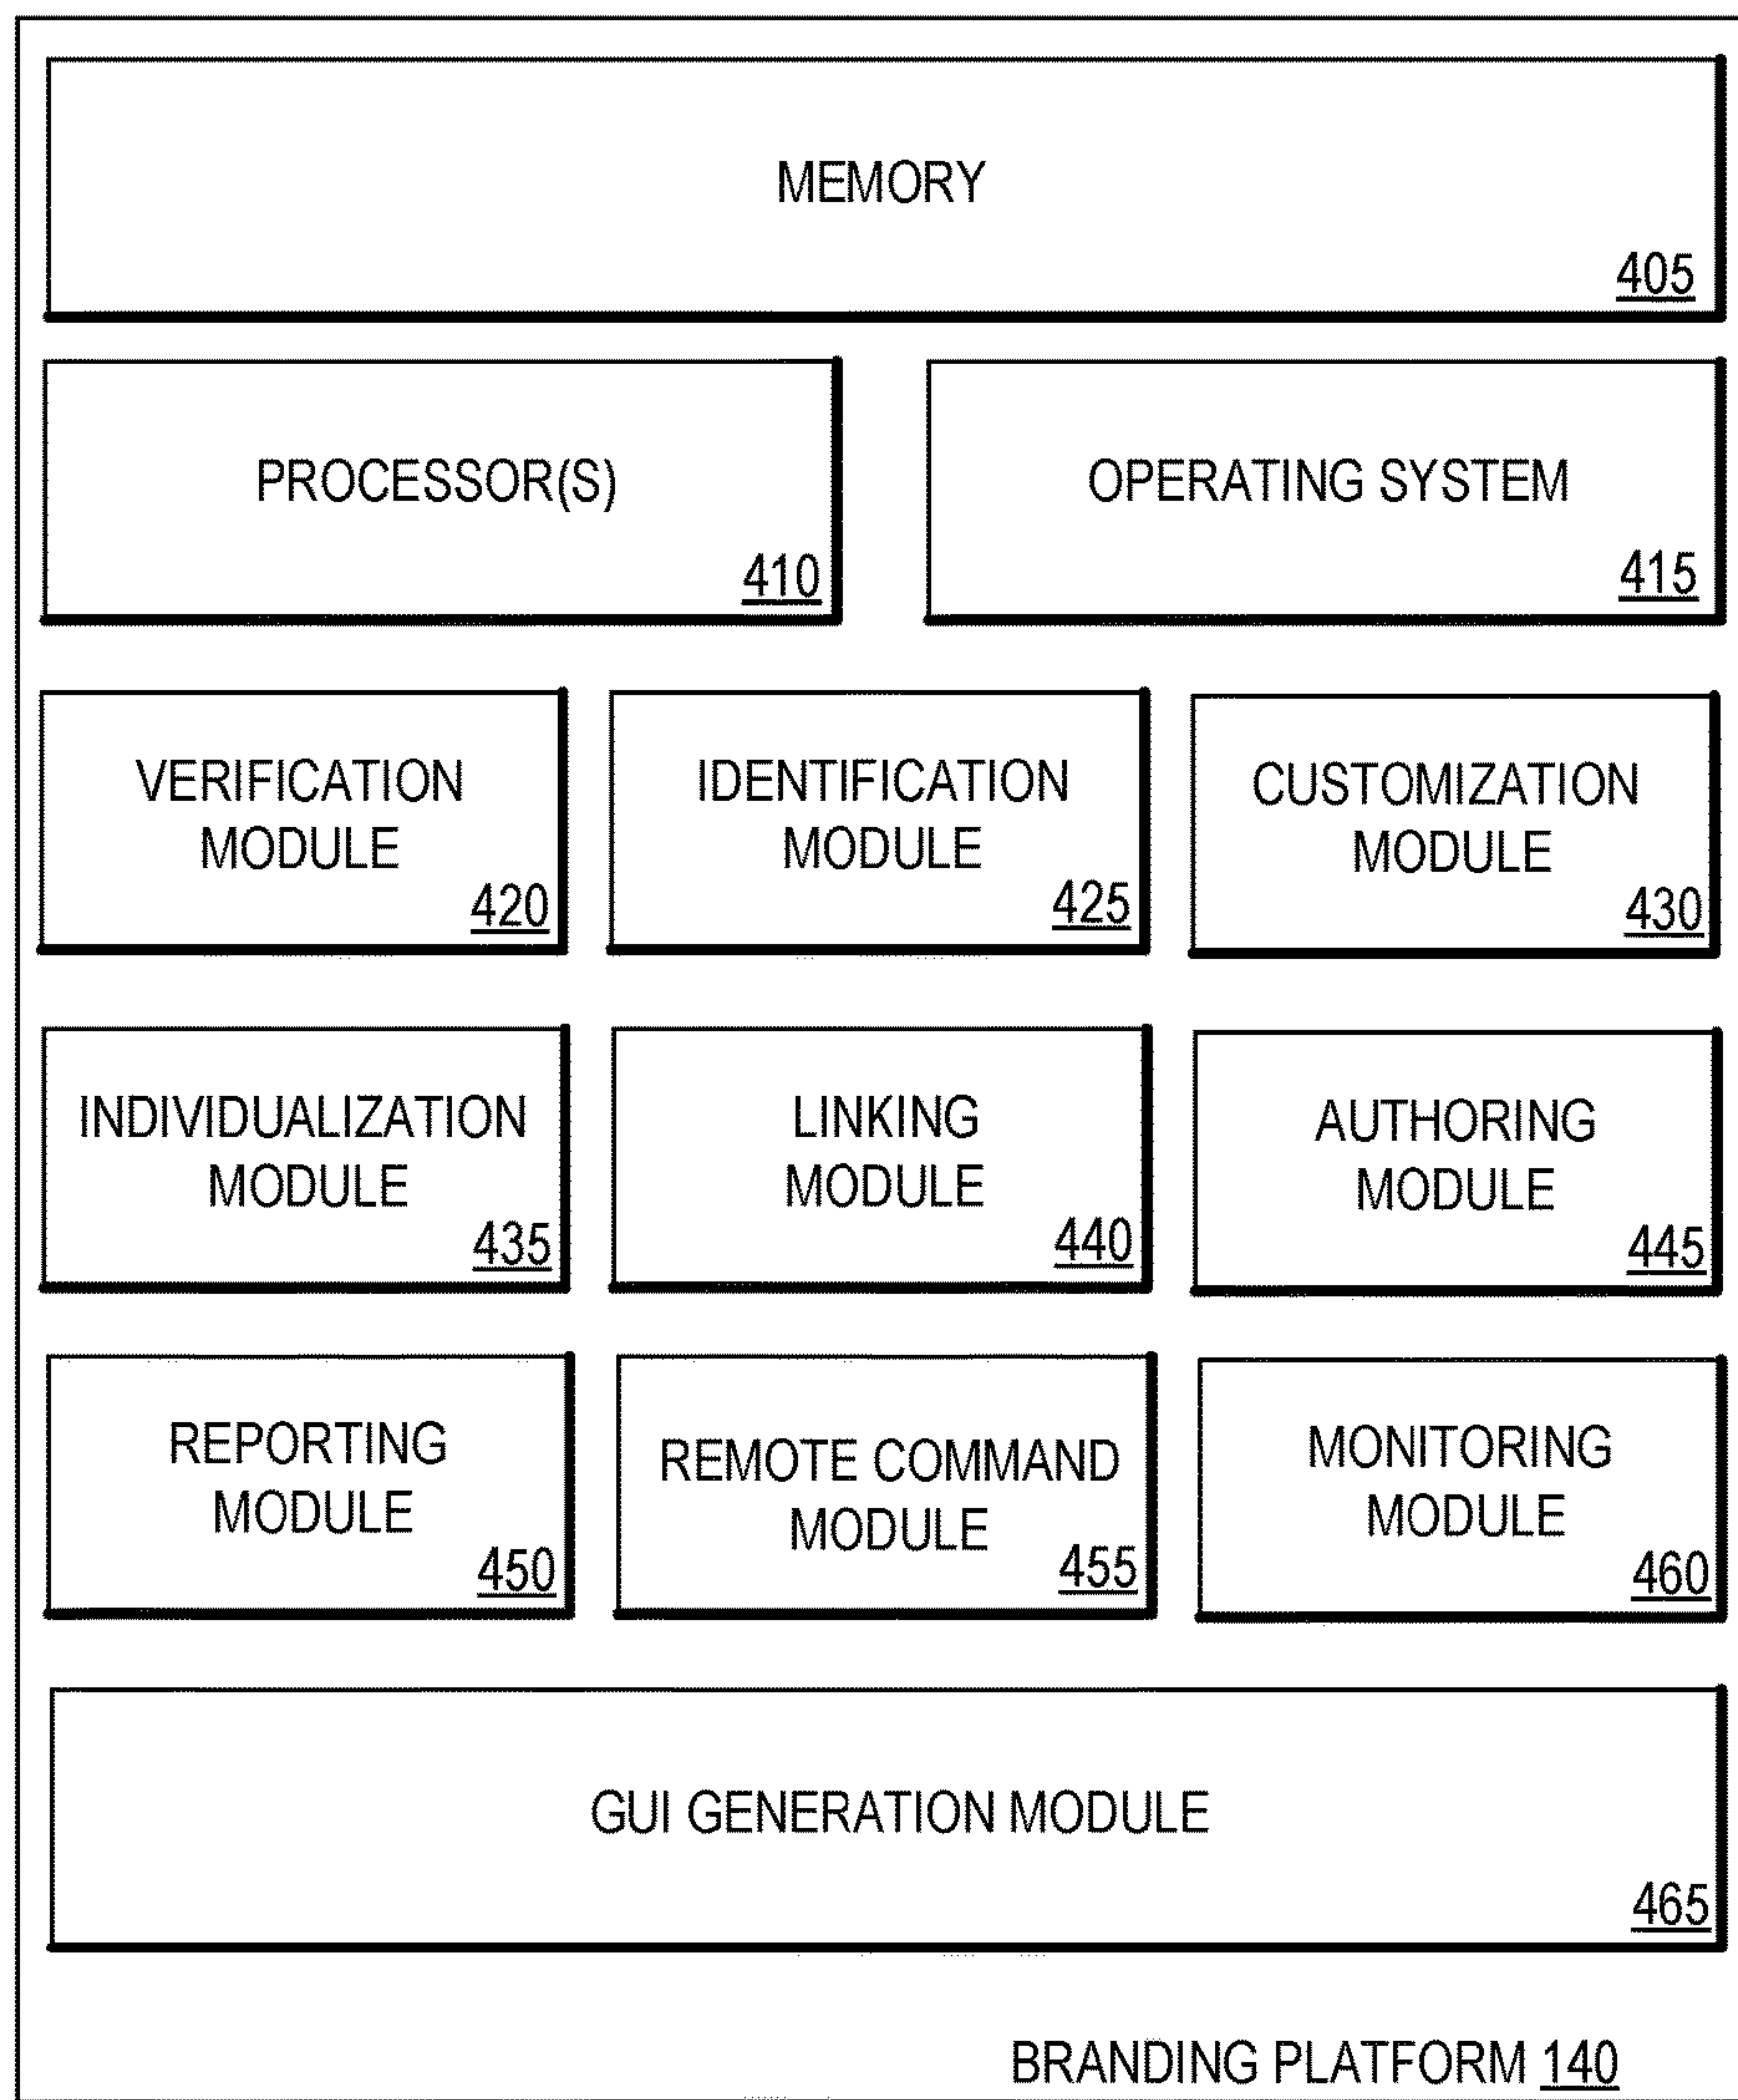 MEMORY
405
PROCESSOR(S)
410
OPERATING SYSTEM
415
VERIFICATION
MODULE
420
IDENTIFICATION
MODULE
425
CUSTOMIZATION
MODULE
430
INDIVIDUALIZATION
MODULE
435
LINKING
MODULE
440
AUTHORING
MODULE
445
REPORTING
MODULE
450
REMOTE COMMAND
MODULE
455
MONITORING
MODULE
460
GUI GENERATION MODULE
465
BRANDING PLATFORM 140